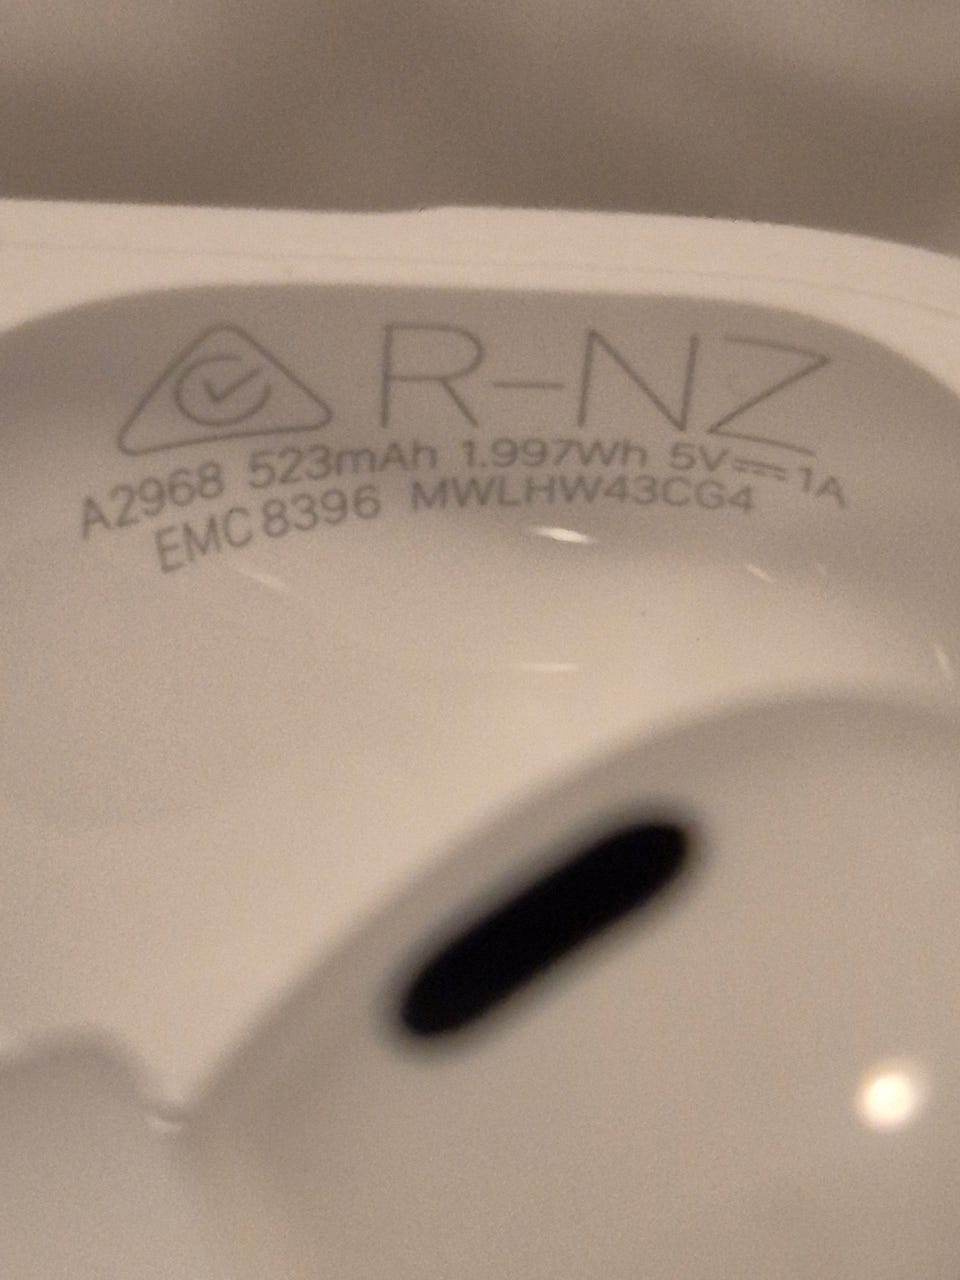 R-NZ
A2968 523mAh 1.997Wh 5V⎓1A
EMC 8396 MWLHW43CG4